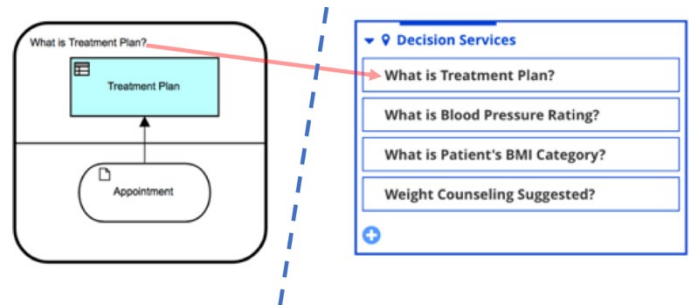 What is Treatment Plan?
Treatment Plan
Appointment
Decision Services
What is Treatment Plan?
What is Blood Pressure Rating?
What is Patient's BMI Category?
Weight Counseling Suggested?